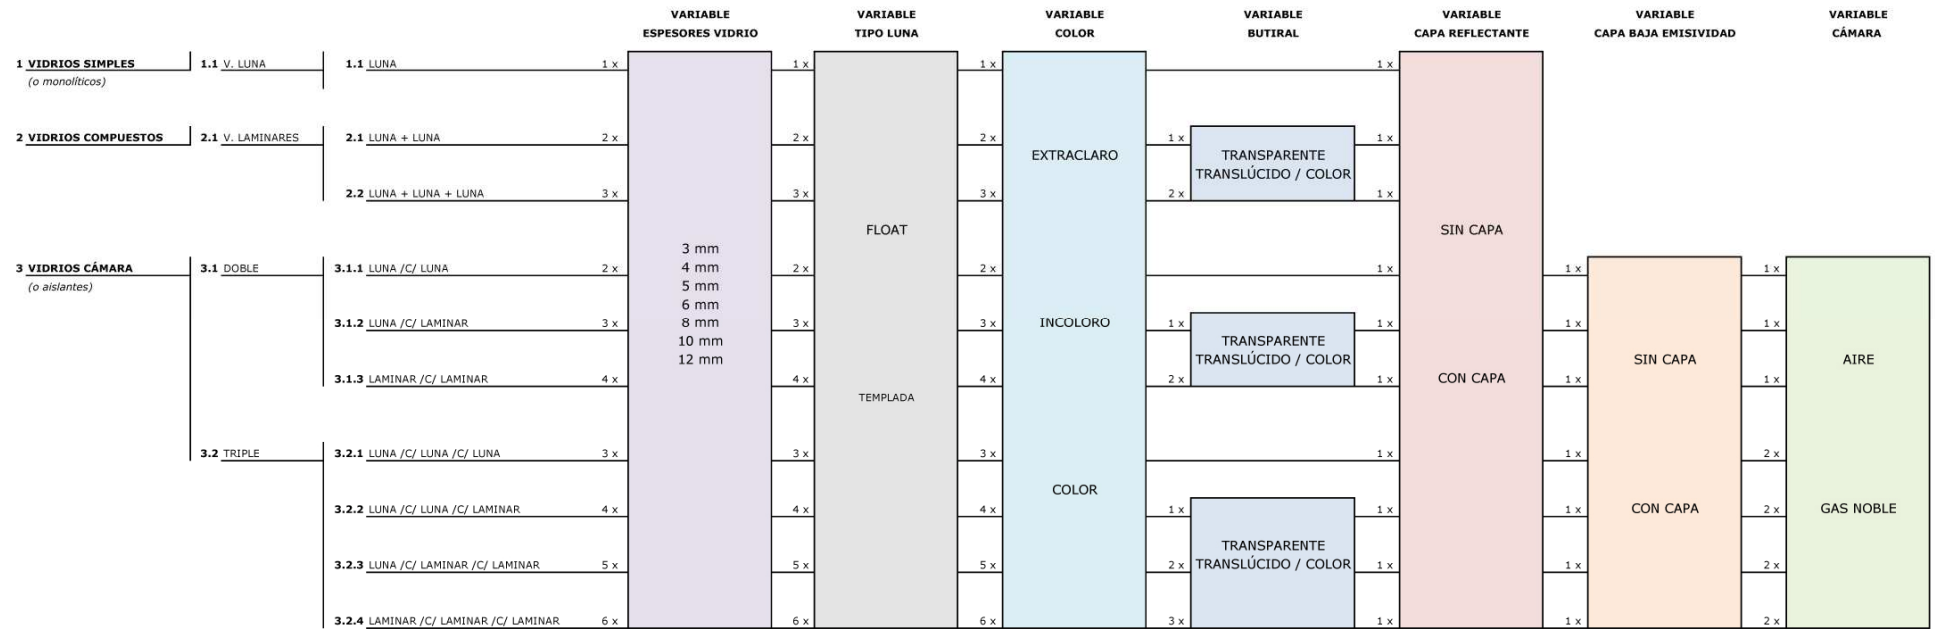 VARIABLE VARIABLE VARIABLE VARIABLE VARIABLE VARIABLE VARIABLE
ESPESORES VIDRIO TIPO LUNA COLOR BUTIRAL CAPA REFLECTANTE CAPA BAJA EMISIVIDAD CÁMARA
1 VIDRIOS SIMPLES 1.1 V. LUNA 1.1 LUNA 1 x 1 x 1 x 1 x
(o monolíticos)
2 VIDRIOS COMPUESTOS 2.1 V. LAMINARES 2.1 LUNA + LUNA 2 x 2 x 2 x 1 x 1 x
EXTRACLARO TRANSPARENTE
TRANSLÚCIDO / COLOR
2.2 LUNA + LUNA + LUNA 3 x 3 x 3 x 2 x 1 x
FLOAT SIN CAPA
3 mm
3 VIDRIOS CÁMARA 3.1 DOBLE 3.1.1 LUNA /C/ LUNA 2 x 4 mm 2 x 2 x 1 x 1 x 1 x
(o aislantes) 5 mm
6 mm
3.1.2 LUNA /C/ LAMINAR 3 x 8 mm 3 x 3 x INCOLORO 1 x 1 x 1 x 1 x
10 mm TRANSPARENTE
12 mm TRANSLÚCIDO / COLOR SIN CAPA AIRE
3.1.3 LAMINAR /C/ LAMINAR 4 x 4 x 4 x 2 x 1 x CON CAPA 1 x 1 x
TEMPLADA
3.2 TRIPLE 3.2.1 LUNA /C/ LUNA /C/ LUNA 3 x 3 x 3 x 1 x 1 x 2 x
COLOR
3.2.2 LUNA /C/ LUNA /C/ LAMINAR 4 x 4 x 4 x 1 x 1 x 1 x CON CAPA 2 x GAS NOBLE
TRANSPARENTE
3.2.3 LUNA /C/ LAMINAR /C/ LAMINAR 5 x 5 x 5 x 2 x TRANSLÚCIDO / COLOR 1 x 1 x 2 x
3.2.4 LAMINAR /C/ LAMINAR /C/ LAMINAR 6 x 6 x 6 x 3 x 1 x 1 x 2 x